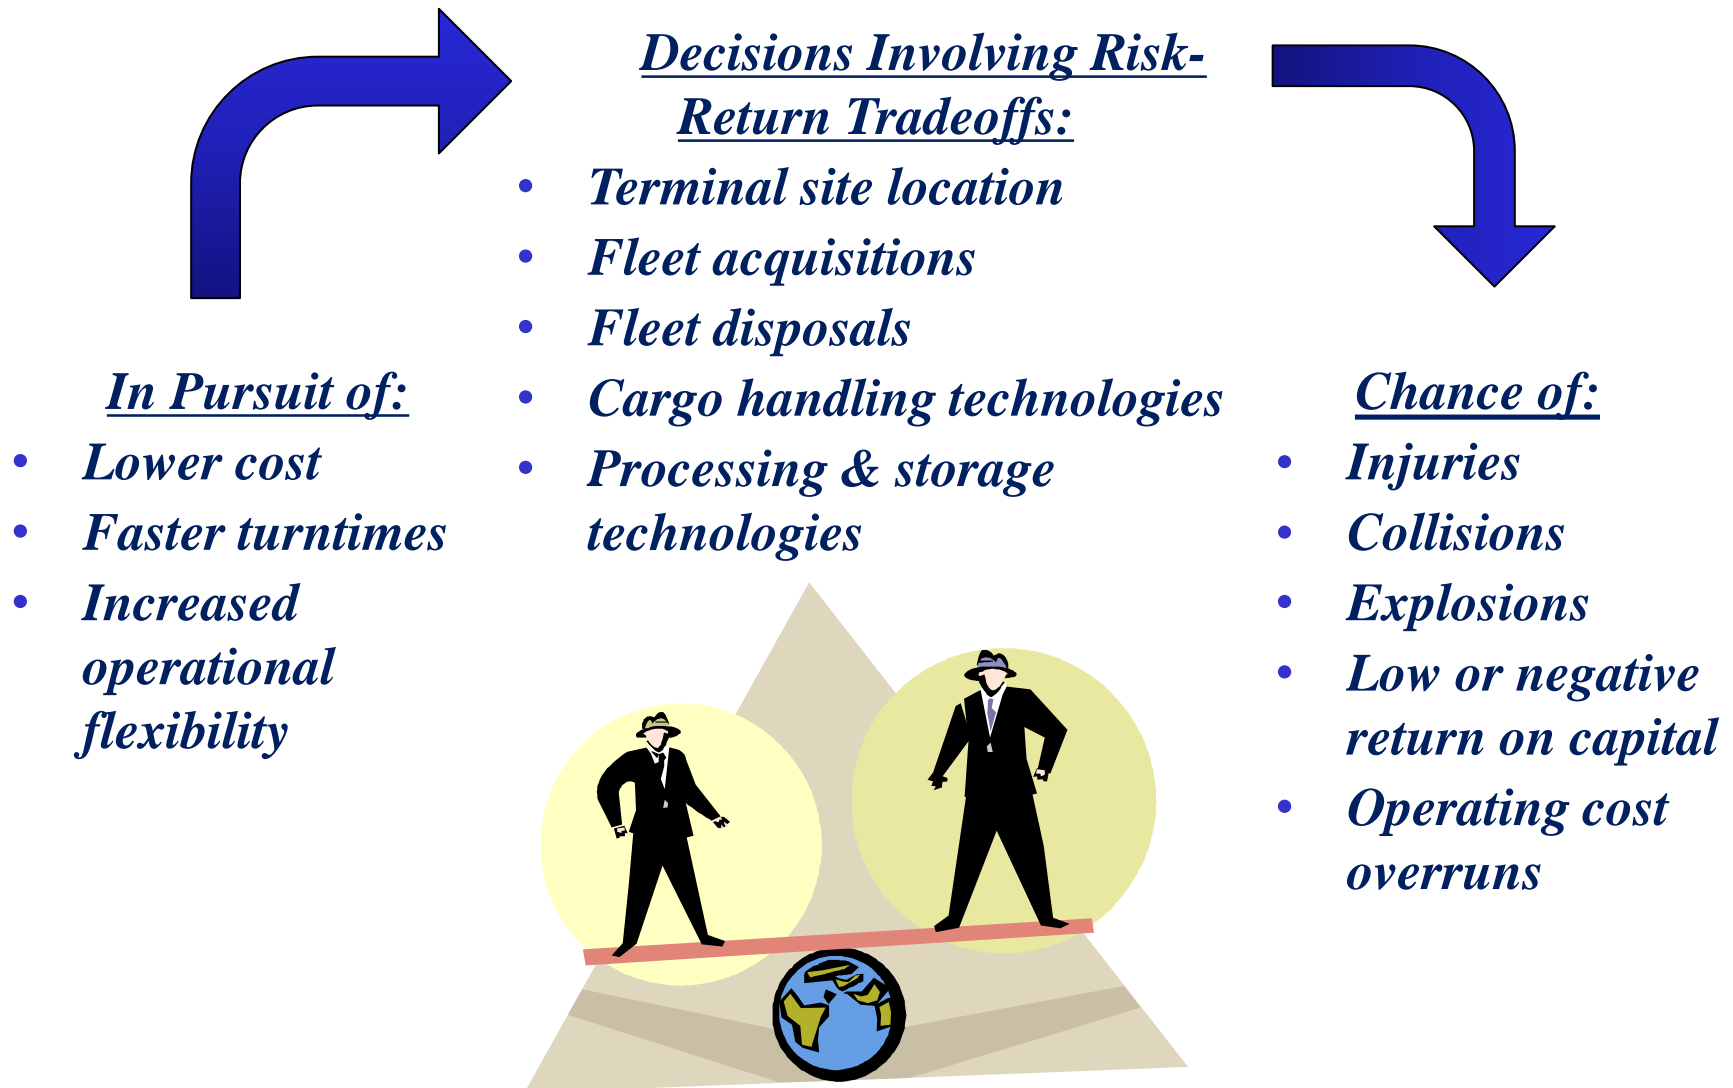 In Pursuit of:
• Lower cost
• Faster turntimes
• Increased
operational
flexibility
Decisions Involving Risk-
Return Tradeoffs:
• Terminal site location
• Fleet acquisitions
• Fleet disposals
• Cargo handling technologies
• Processing & storage
technologies
Chance of:
• Injuries
• Collisions
• Explosions
• Low or negative
return on capital
• Operating cost
overruns